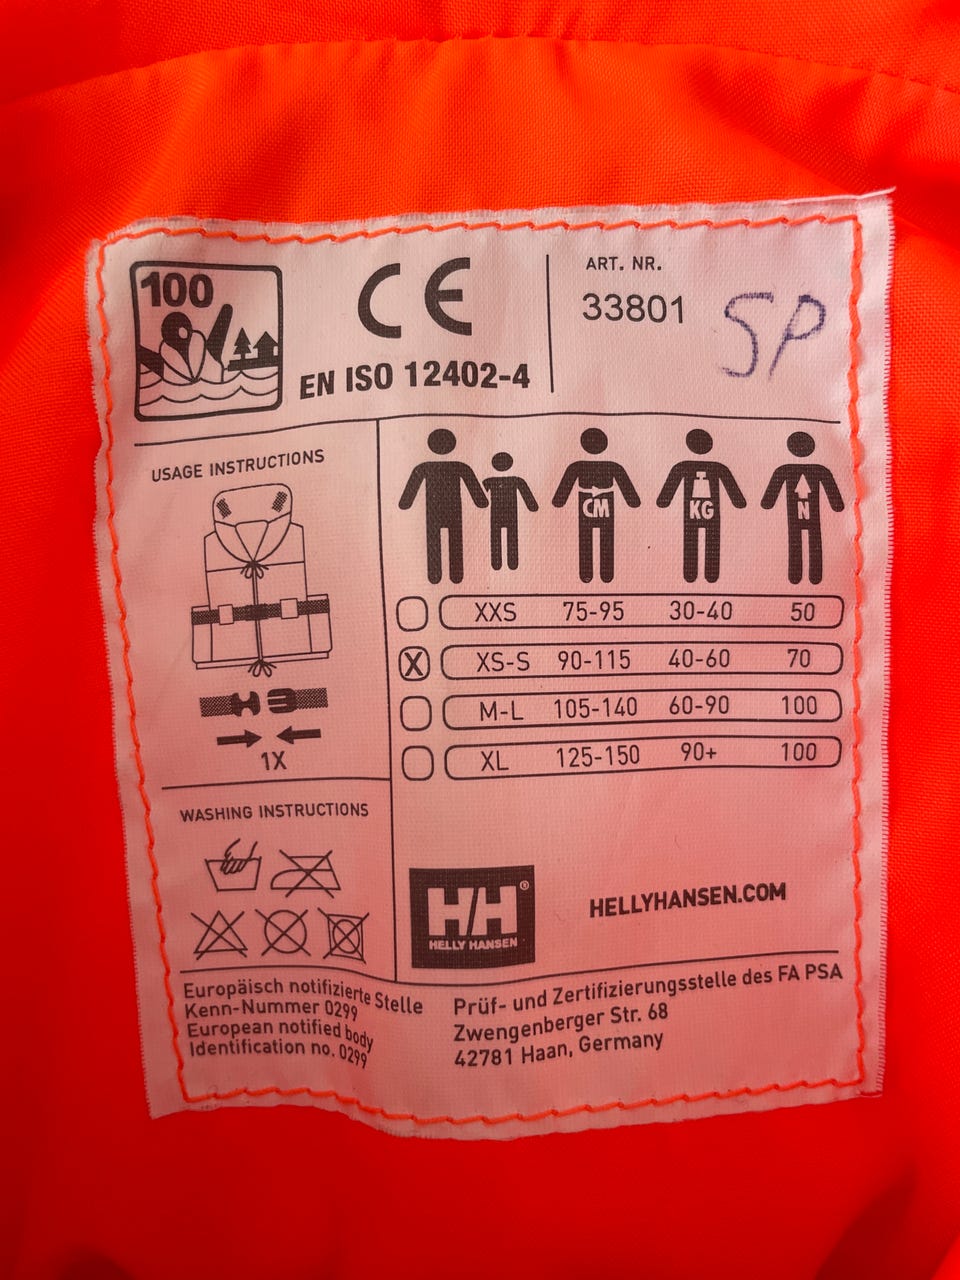 100
CE
EN ISO 12402-4
ART. NR.
33801
SP
USAGE INSTRUCTIONS
1X
CM KG N
XXS 75-95 30-40 50
X XS-S 90-115 40-60 70
M-L 105-140 60-90 100
XL 125-150 90+ 100
WASHING INSTRUCTIONS
HH®
HELLY HANSEN
HELLYHANSEN.COM
Europäisch notifizierte Stelle
Kenn-Nummer 0299
European notified body
Identification no. 0299
Prüf- und Zertifizierungsstelle des FA PSA
Zwengenberger Str. 68
42781 Haan, Germany